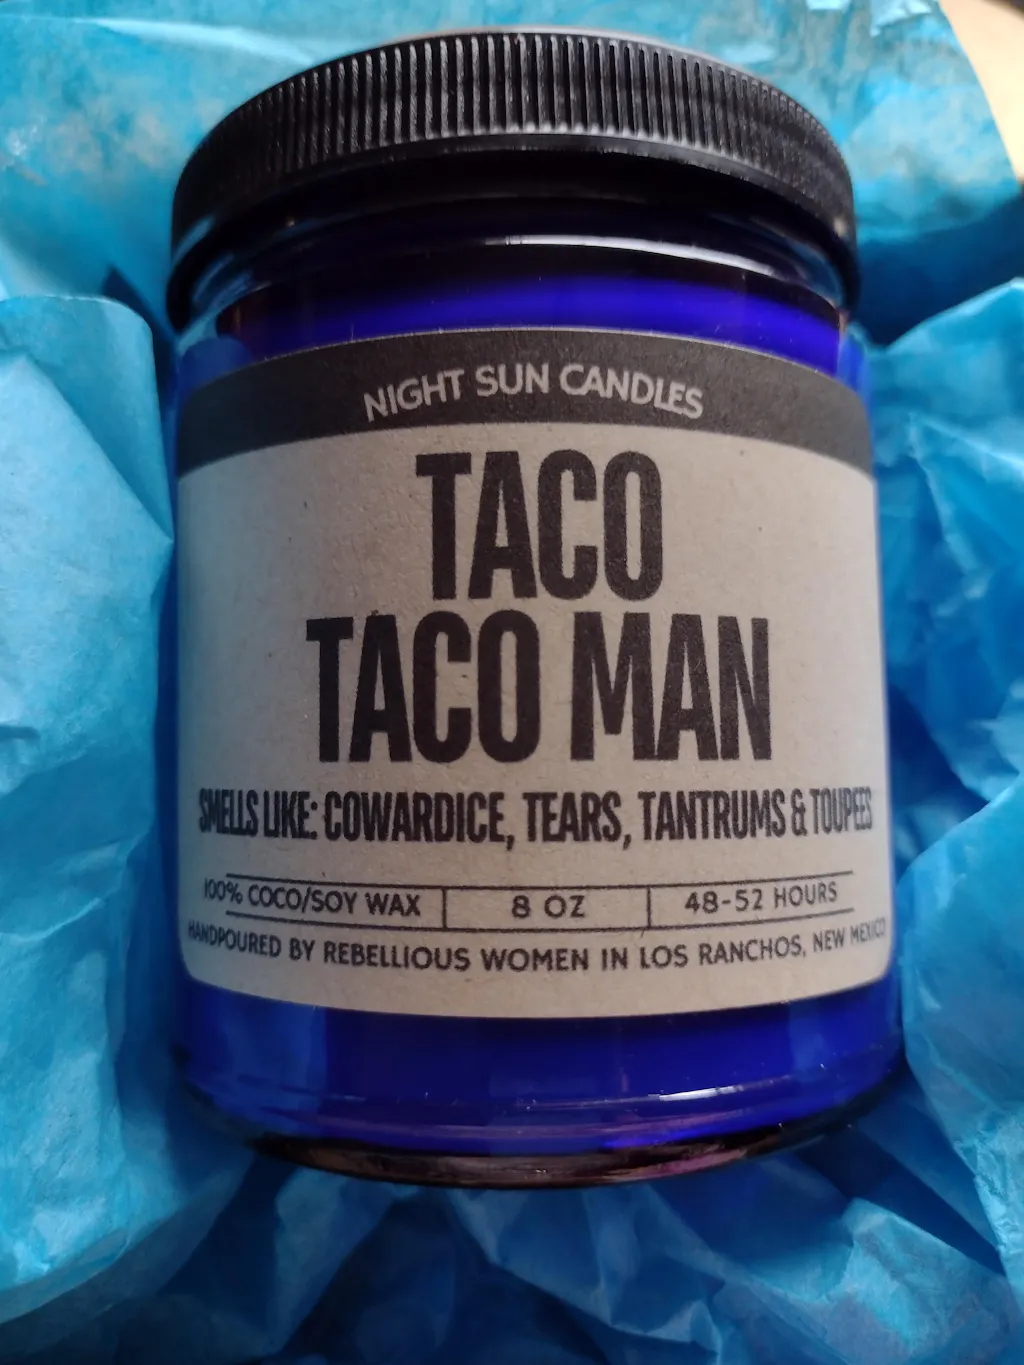 NIGHT SUN CANDLES
TACO
TACO MAN
SMELLS LIKE: COWARDICE, TEARS, TANTRUMS & TOUPEES
100% COCO/SOY WAX 8 OZ 48-52 HOURS
HANDPOURED BY REBELLIOUS WOMEN IN LOS RANCHOS, NEW MEXICO